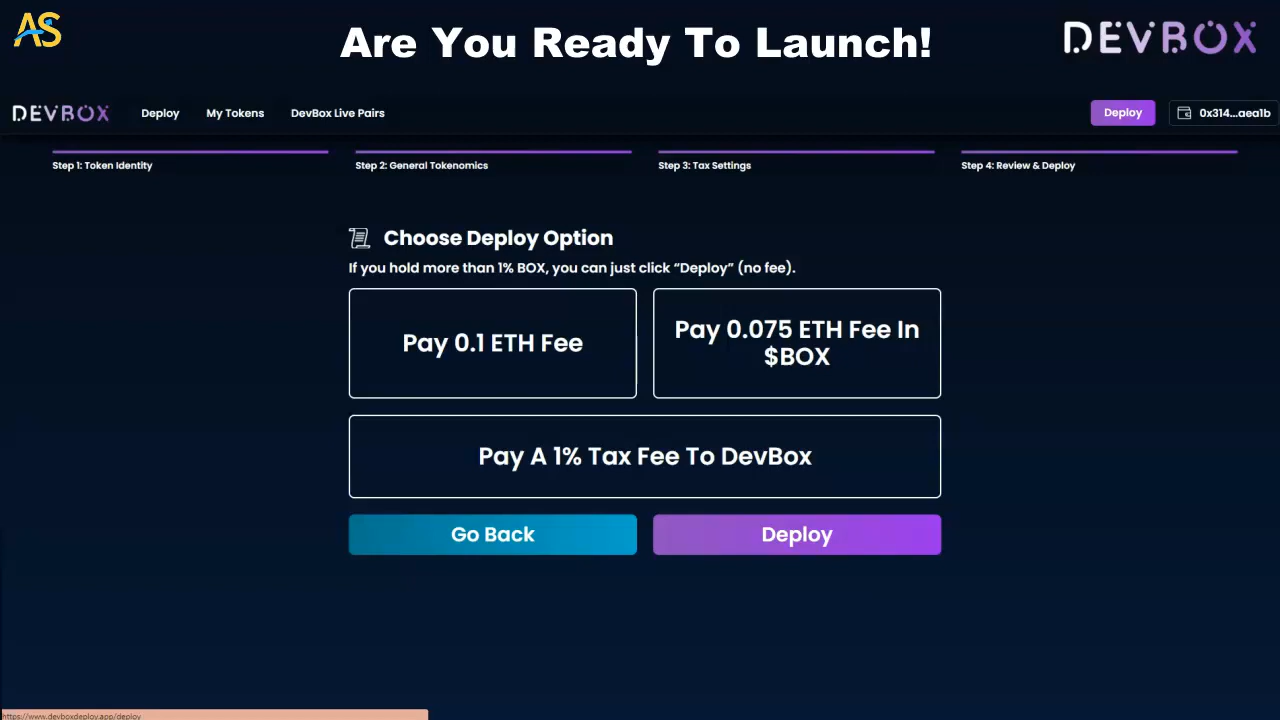 AS
Are You Ready To Launch!
DEVBOX
DEVBOX
Deploy
My Tokens
DevBox Live Pairs
Deploy
0x314...aea1b
Step 1: Token Identity
Step 2: General Tokenomics
Step 3: Tax Settings
Step 4: Review & Deploy
Choose Deploy Option
If you hold more than 1% BOX, you can just click “Deploy” (no fee).
Pay 0.1 ETH Fee
Pay 0.075 ETH Fee In
$BOX
Pay A 1% Tax Fee To DevBox
Go Back
Deploy
https://www.devboxdeploy.app/deploy